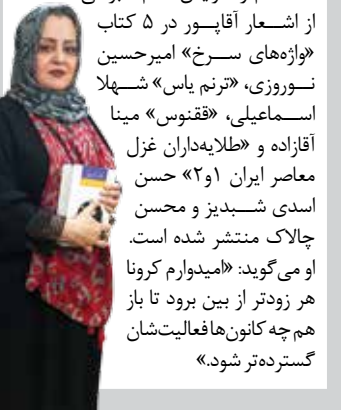 از اشعار آقاپور در ۵ کتاب
«واژه‌های سرخ» امیرحسین
نوروزی، «ترنم یاس» شهلا
اسماعیلی، «ققنوس» مینا
آقازاده و «طلایه‌داران غزل
معاصر ایران ۱و۲» حسن
اسدی شبدیز و محسن
چالاک منتشر شده است.
او می‌گوید: «امیدوارم کرونا
هر زودتر از بین برود تا باز
هم چه کانون‌ها فعالیت‌شان
گسترده‌تر شود.»